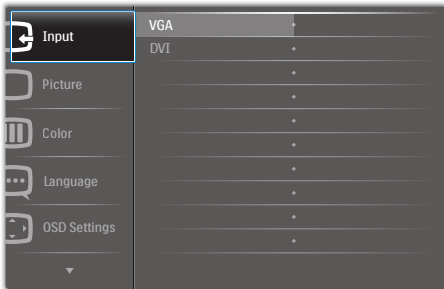 Input
VGA
DVI
Picture
Color
Language
OSD Settings